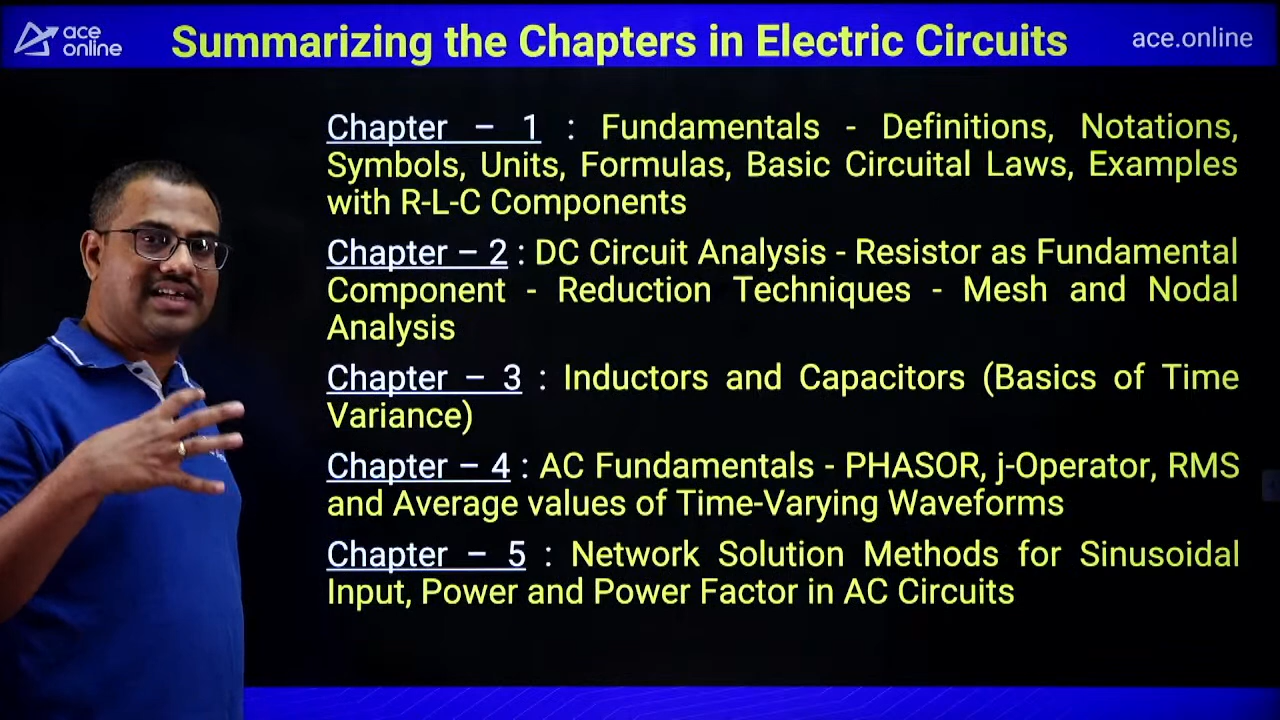 ace
online
Summarizing the Chapters in Electric Circuits
ace.online
Chapter – 1 : Fundamentals - Definitions, Notations,
Symbols, Units, Formulas, Basic Circuital Laws, Examples
with R-L-C Components
Chapter – 2 : DC Circuit Analysis - Resistor as Fundamental
Component - Reduction Techniques - Mesh and Nodal
Analysis
Chapter – 3 : Inductors and Capacitors (Basics of Time
Variance)
Chapter – 4 : AC Fundamentals - PHASOR, j-Operator, RMS
and Average values of Time-Varying Waveforms
Chapter – 5 : Network Solution Methods for Sinusoidal
Input, Power and Power Factor in AC Circuits